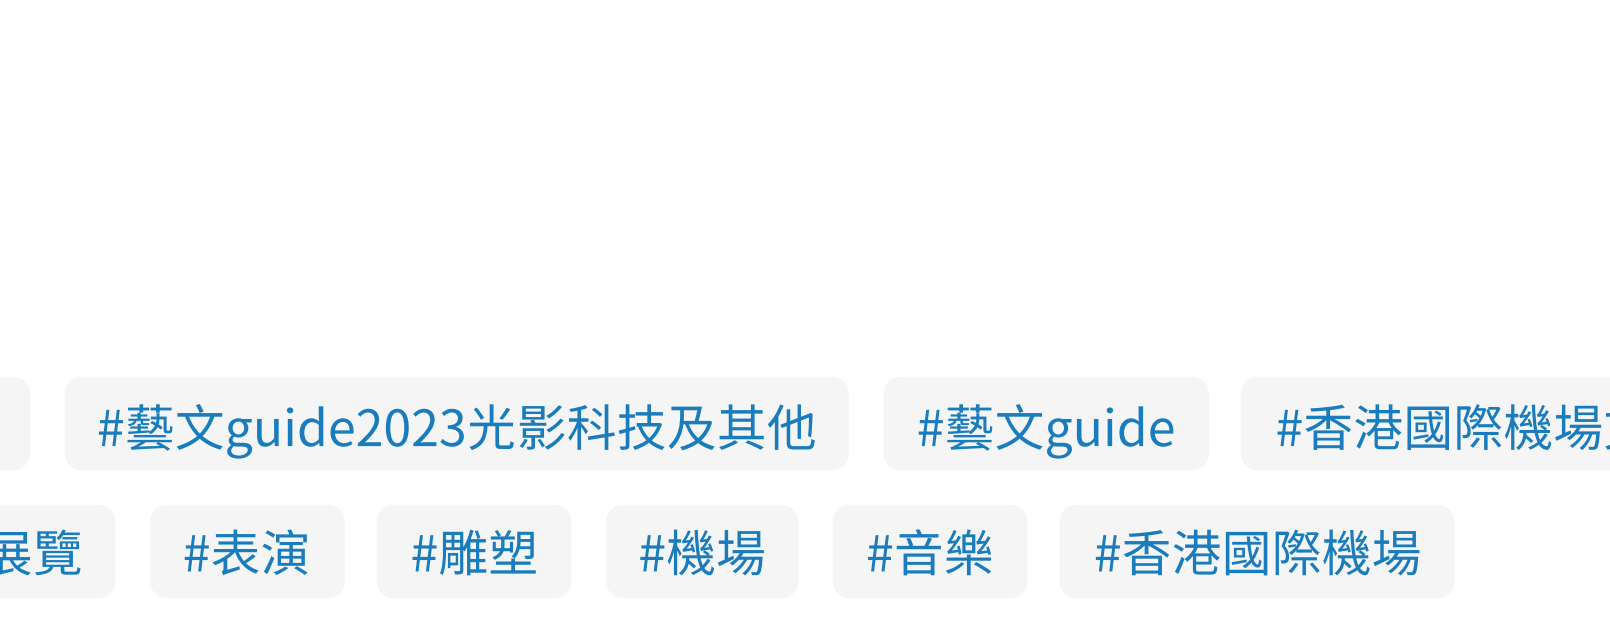 #藝文guide2023光影科技及其他 #藝文guide #香港國際機場
展覽 #表演 #雕塑 #機場 #音樂 #香港國際機場